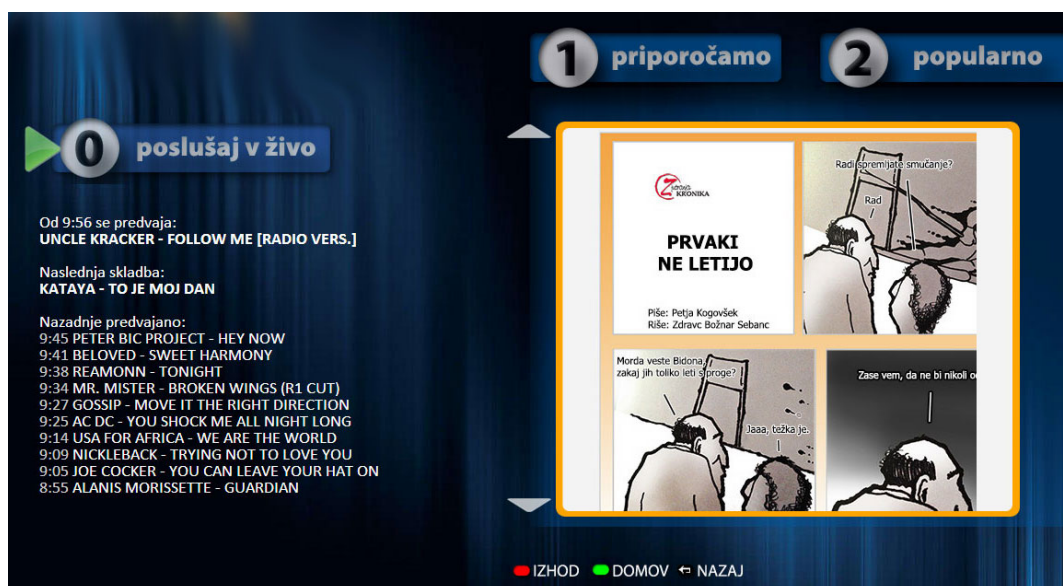 1 priporočamo
2 popularno
0 poslušaj v živo
Od 9:56 se predvaja:
UNCLE KRACKER - FOLLOW ME [RADIO VERS.]
Naslednja skladba:
KATAYA - TO JE MOJ DAN
Nazadnje predvajano:
9:45 PETER BIC PROJECT - HEY NOW
9:41 BELOVED - SWEET HARMONY
9:38 REAMONN - TONIGHT
9:34 MR. MISTER - BROKEN WINGS (R1 CUT)
9:27 GOSSIP - MOVE IT THE RIGHT DIRECTION
9:25 AC DC - YOU SHOCK ME ALL NIGHT LONG
9:14 USA FOR AFRICA - WE ARE THE WORLD
9:09 NICKLEBACK - TRYING NOT TO LOVE YOU
9:05 JOE COCKER - YOU CAN LEAVE YOUR HAT ON
8:55 ALANIS MORISSETTE - GUARDIAN
KRONIKA
PRVAKI
NE LETIJO
Piše: Petja Kogovšek
Riše: Zdravc Božnar Sebanc
Radi spremljate smučanje?
Rad
Morda veste Bidona,
zakaj jih toliko leti s proge?
Jaaa, težka je.
Zase vem, da ne bi nikoli
IZHOD DOMOV NAZAJ